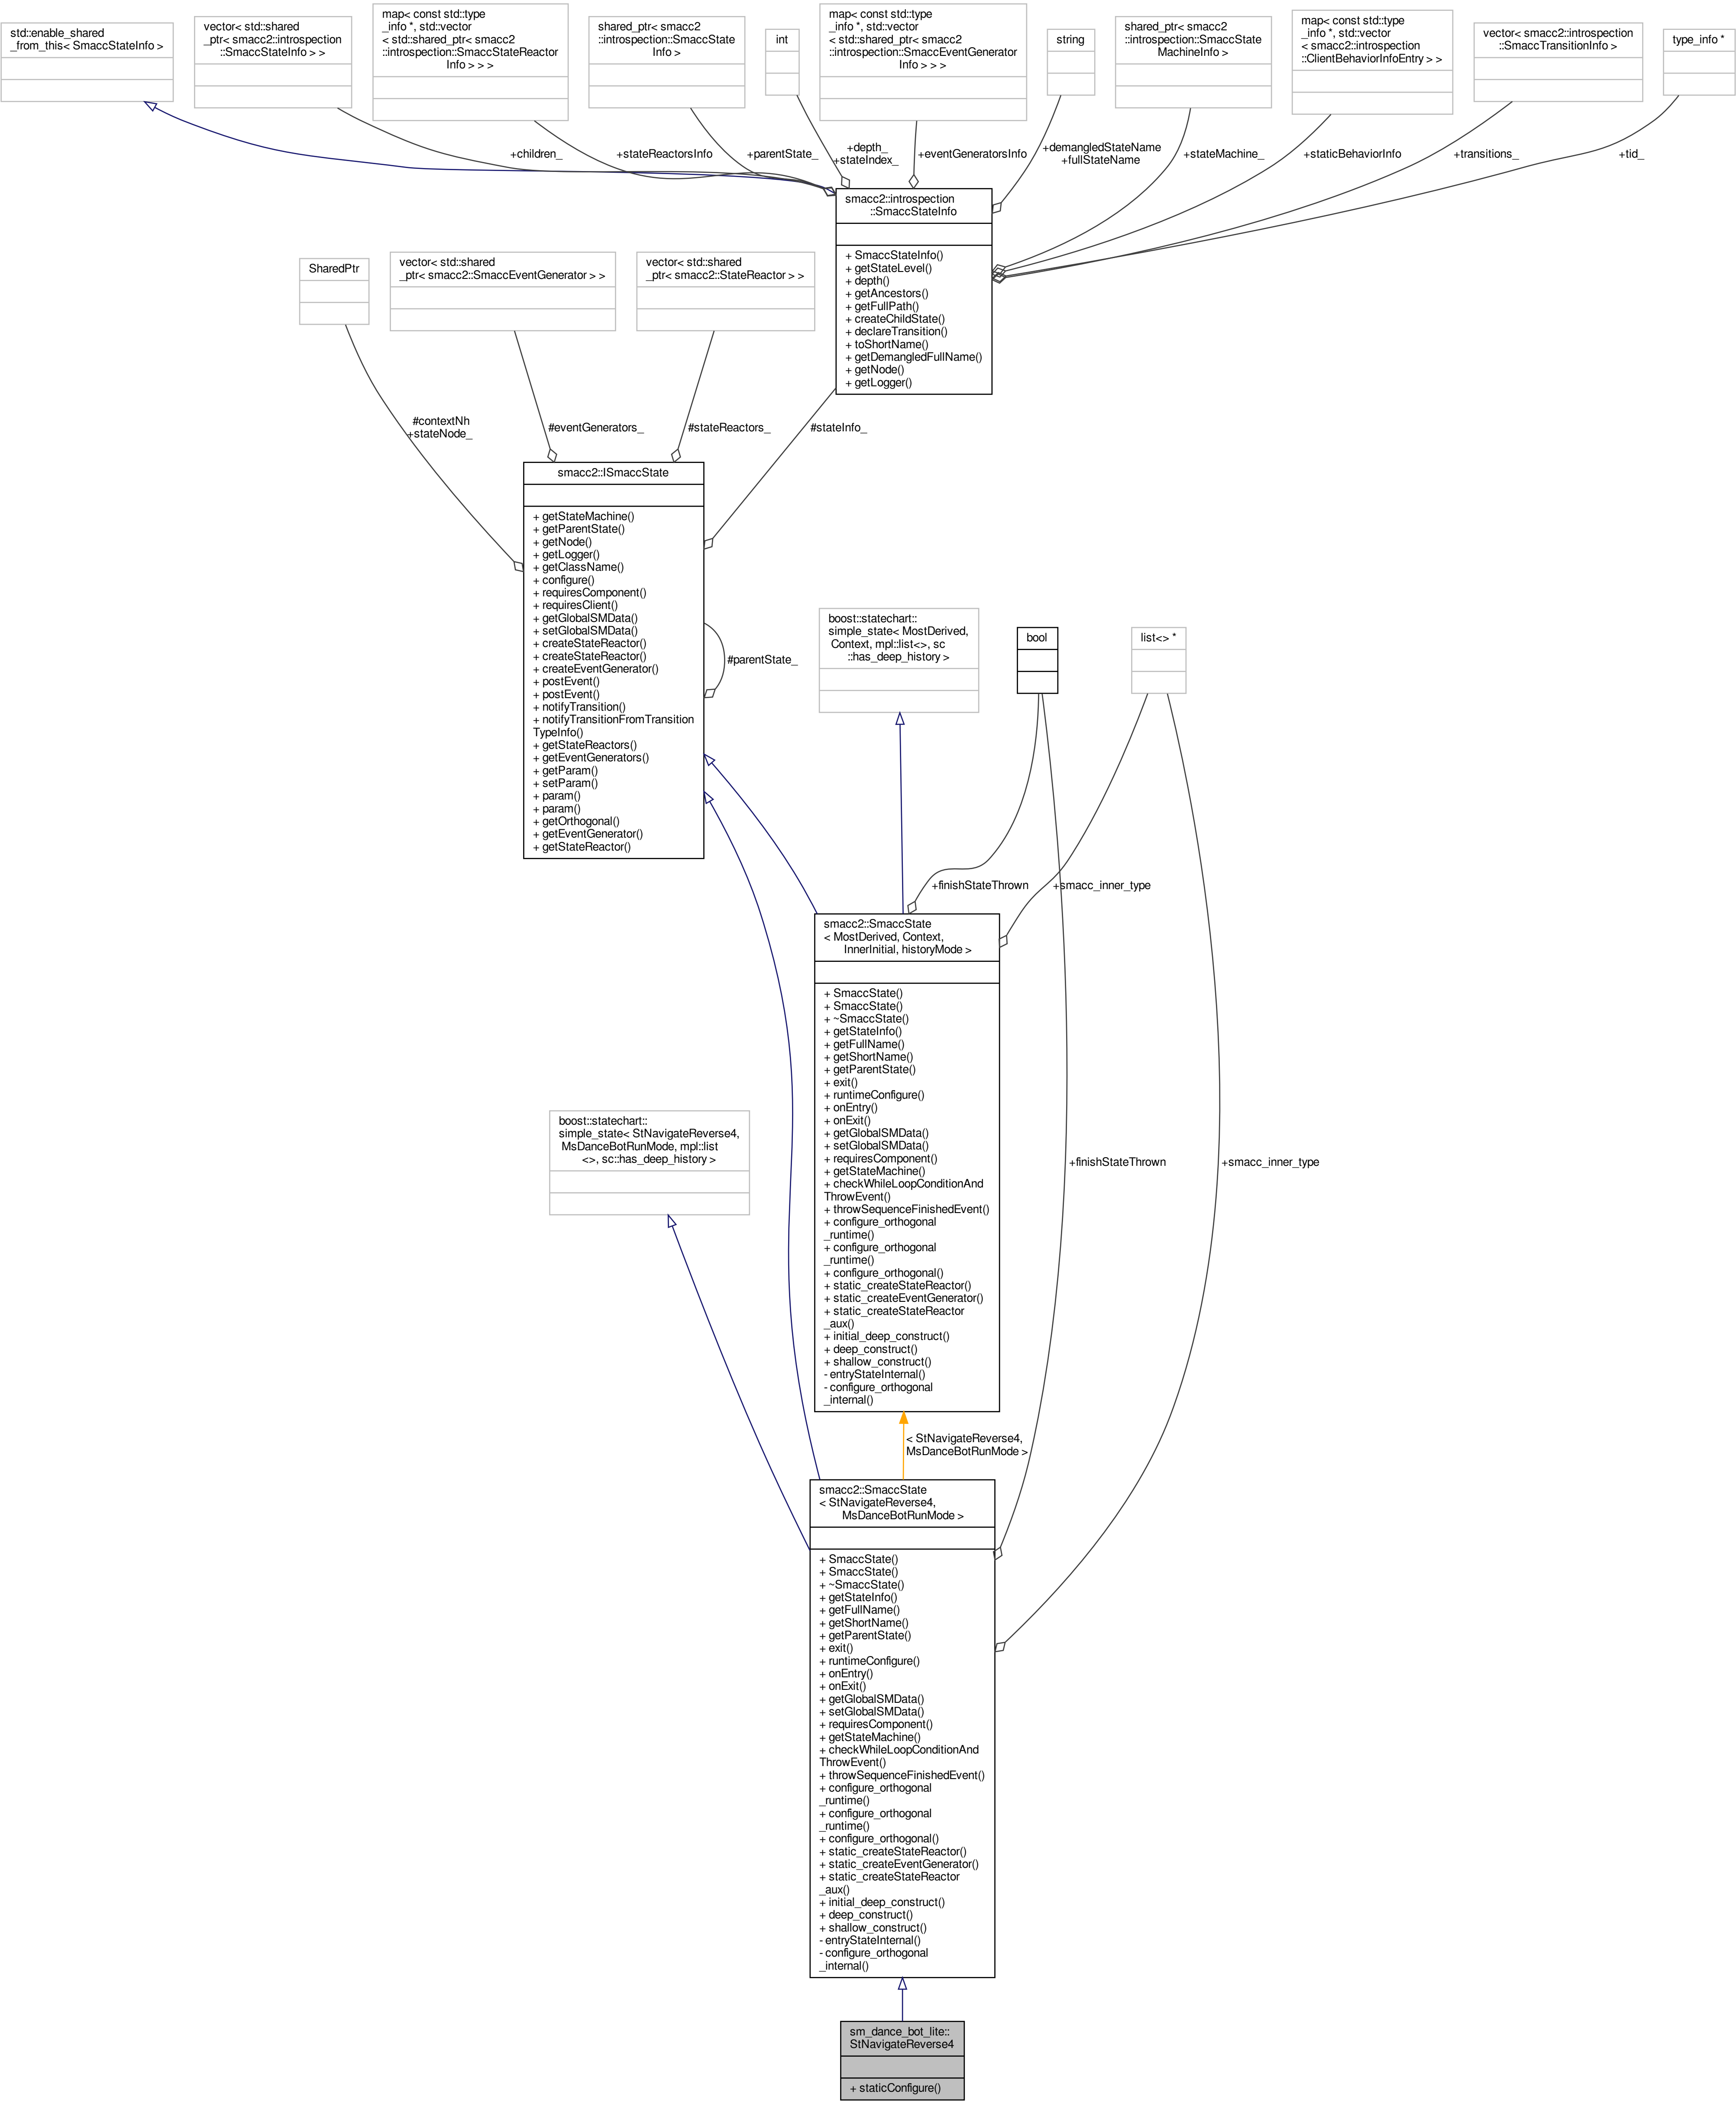 std::enable_shared
_from_this< SmaccStateInfo >
vector< std::shared
_ptr< smacc2::introspection
::SmaccStateInfo > >
map< const std::type
_info *, std::vector
< std::shared_ptr< smacc2
::introspection::SmaccStateReactor
Info > > >
shared_ptr< smacc2
::introspection::SmaccState
Info >
int
map< const std::type
_info *, std::vector
< std::shared_ptr< smacc2
::introspection::SmaccEventGenerator
Info > > >
string
shared_ptr< smacc2
::introspection::SmaccState
MachineInfo >
map< const std::type
_info *, std::vector
< smacc2::introspection
::ClientBehaviorInfoEntry > >
vector< smacc2::introspection
::SmaccTransitionInfo >
type_info *
+children_
+stateReactorsInfo
+parentState_
+depth_
+stateIndex_
+eventGeneratorsInfo
+demangledStateName
+fullStateName
+stateMachine_
+staticBehaviorInfo
+transitions_
+tid_
smacc2::introspection
::SmaccStateInfo
+ SmaccStateInfo()
+ getStateLevel()
+ depth()
+ getAncestors()
+ getFullPath()
+ createChildState()
+ declareTransition()
+ toShortName()
+ getDemangledFullName()
+ getNode()
+ getLogger()
SharedPtr
vector< std::shared
_ptr< smacc2::SmaccEventGenerator > >
vector< std::shared
_ptr< smacc2::StateReactor > >
#contextNh
+stateNode_
#eventGenerators_
#stateReactors_
#stateInfo_
smacc2::ISmaccState
+ getStateMachine()
+ getParentState()
+ getNode()
+ getLogger()
+ getClassName()
+ configure()
+ requiresComponent()
+ requiresClient()
+ getGlobalSMData()
+ setGlobalSMData()
+ createStateReactor()
+ createStateReactor()
+ createEventGenerator()
+ postEvent()
+ postEvent()
+ notifyTransition()
+ notifyTransitionFromTransition
TypeInfo()
+ getStateReactors()
+ getEventGenerators()
+ getParam()
+ setParam()
+ param()
+ param()
+ getOrthogonal()
+ getEventGenerator()
+ getStateReactor()
#parentState_
boost::statechart::
simple_state< MostDerived,
Context, mpl::list<>, sc
::has_deep_history >
bool
list<> *
+finishStateThrown
+smacc_inner_type
smacc2::SmaccState
< MostDerived, Context,
InnerInitial, historyMode >
+ SmaccState()
+ SmaccState()
+ ~SmaccState()
+ getStateInfo()
+ getFullName()
+ getShortName()
+ getParentState()
+ exit()
+ runtimeConfigure()
+ onEntry()
+ onExit()
+ getGlobalSMData()
+ setGlobalSMData()
+ requiresComponent()
+ getStateMachine()
+ checkWhileLoopConditionAnd
ThrowEvent()
+ throwSequenceFinishedEvent()
+ configure_orthogonal
_runtime()
+ configure_orthogonal
_runtime()
+ configure_orthogonal()
+ static_createStateReactor()
+ static_createEventGenerator()
+ static_createStateReactor
_aux()
+ initial_deep_construct()
+ deep_construct()
+ shallow_construct()
- entryStateInternal()
- configure_orthogonal
_internal()
boost::statechart::
simple_state< StNavigateReverse4,
MsDanceBotRunMode, mpl::list
<>, sc::has_deep_history >
+finishStateThrown
+smacc_inner_type
< StNavigateReverse4,
MsDanceBotRunMode >
smacc2::SmaccState
< StNavigateReverse4,
MsDanceBotRunMode >
+ SmaccState()
+ SmaccState()
+ ~SmaccState()
+ getStateInfo()
+ getFullName()
+ getShortName()
+ getParentState()
+ exit()
+ runtimeConfigure()
+ onEntry()
+ onExit()
+ getGlobalSMData()
+ setGlobalSMData()
+ requiresComponent()
+ getStateMachine()
+ checkWhileLoopConditionAnd
ThrowEvent()
+ throwSequenceFinishedEvent()
+ configure_orthogonal
_runtime()
+ configure_orthogonal
_runtime()
+ configure_orthogonal()
+ static_createStateReactor()
+ static_createEventGenerator()
+ static_createStateReactor
_aux()
+ initial_deep_construct()
+ deep_construct()
+ shallow_construct()
- entryStateInternal()
- configure_orthogonal
_internal()
sm_dance_bot_lite::
StNavigateReverse4
+ staticConfigure()